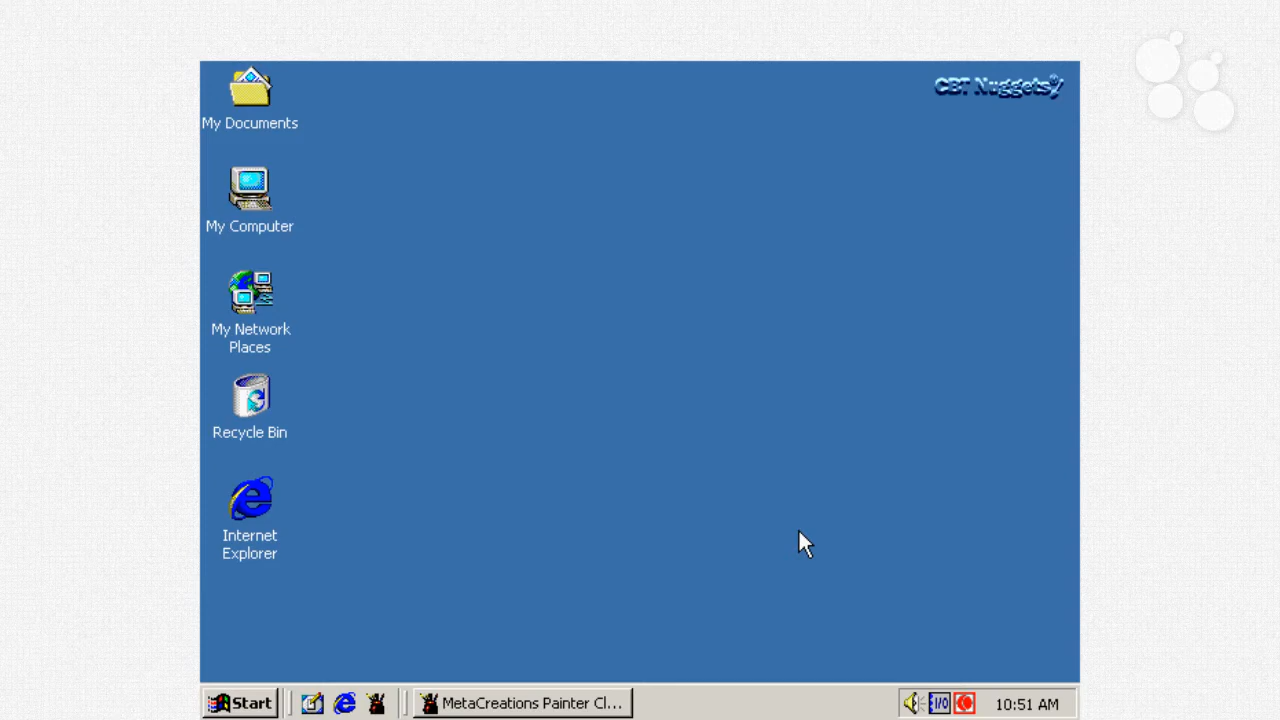 CBT Nuggets
My Documents
My Computer
My Network
Places
Recycle Bin
Internet
Explorer
Start
MetaCreations Painter Cl...
I/O
10:51 AM